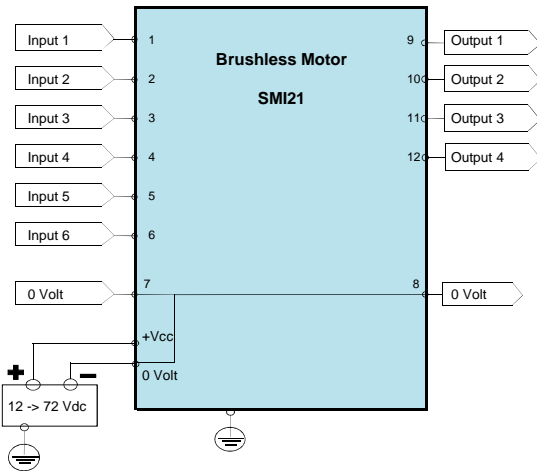 Brushless Motor
SMI21
Input 1
1
Input 2
2
Input 3
3
Input 4
4
Input 5
5
Input 6
6
0 Volt
7
9
Output 1
10
Output 2
11
Output 3
12
Output 4
8
0 Volt
+Vcc
0 Volt
+
−
12 -> 72 Vdc